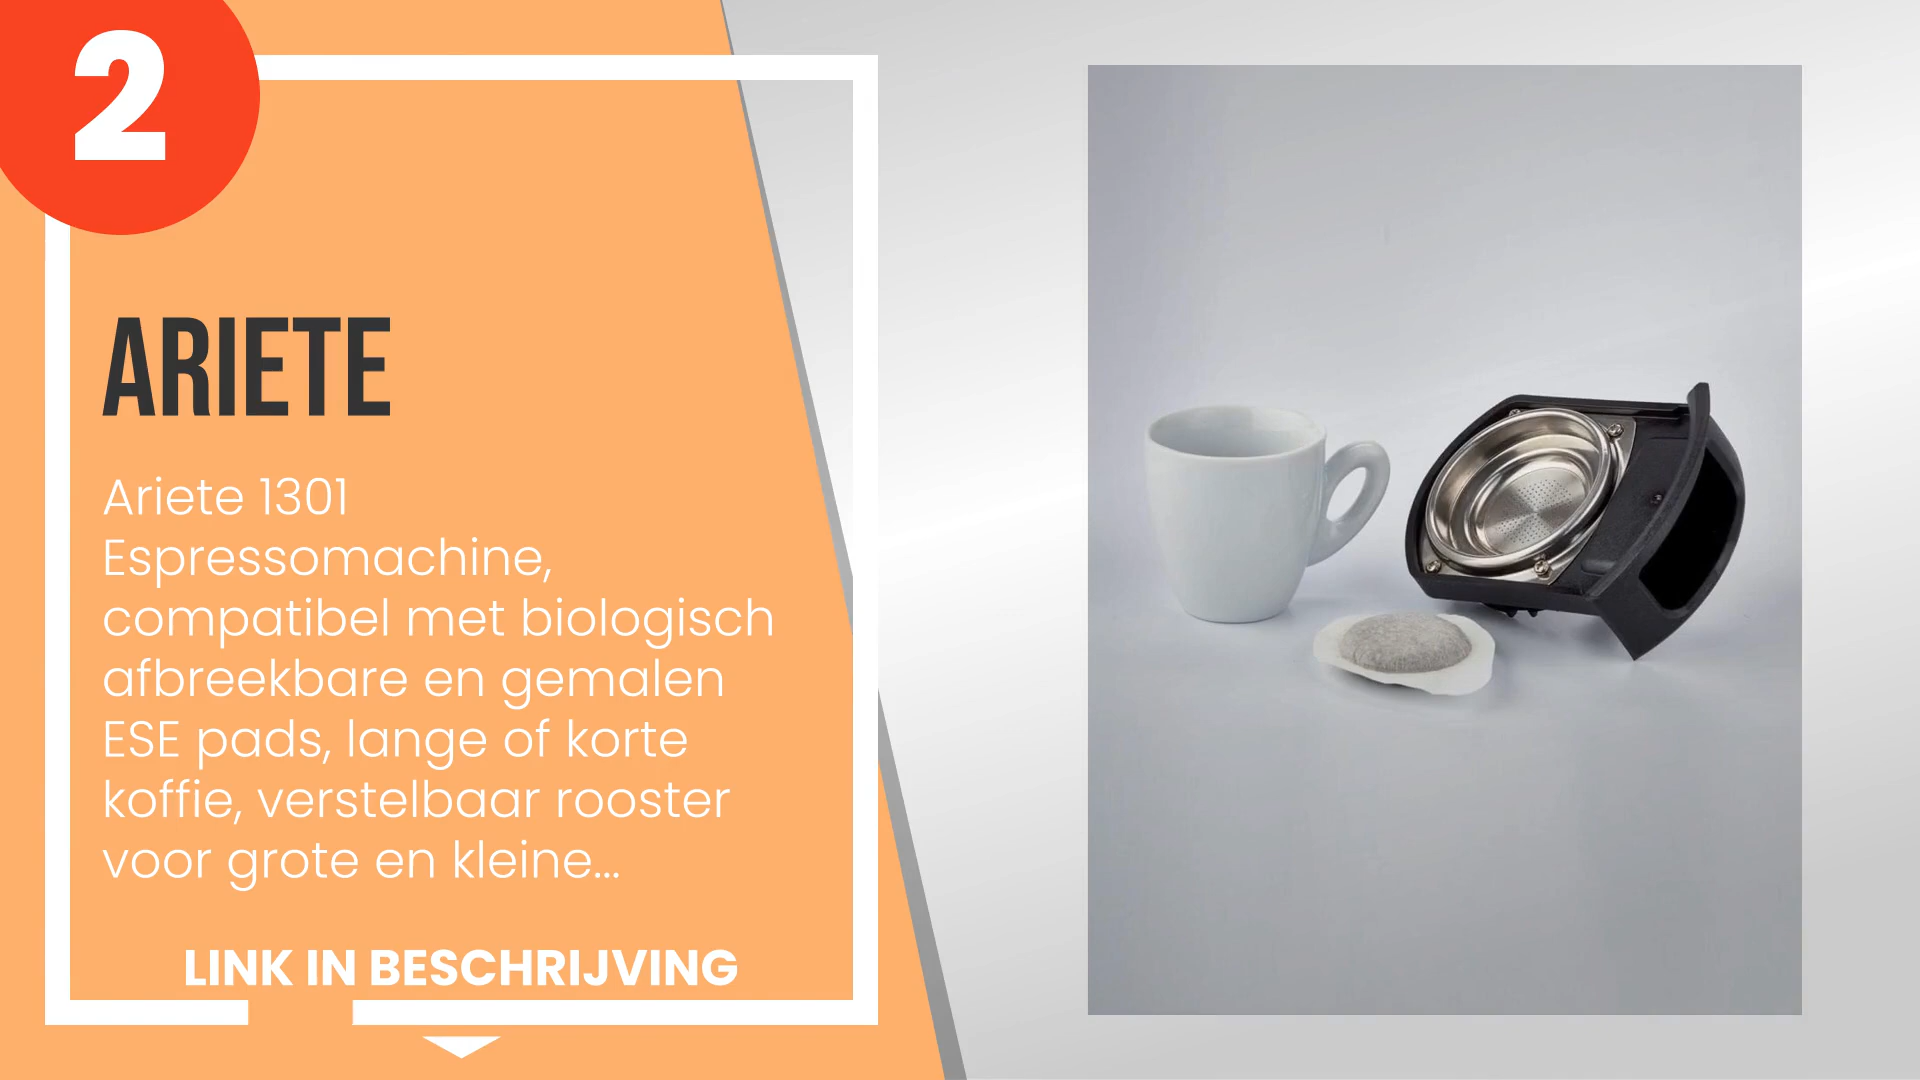 2
ARIETE
Ariete 1301
Espressomachine,
compatibel met biologisch
afbreekbare en gemalen
ESE pads, lange of korte
koffie, verstelbaar rooster
voor grote en kleine...
LINK IN BESCHRIJVING